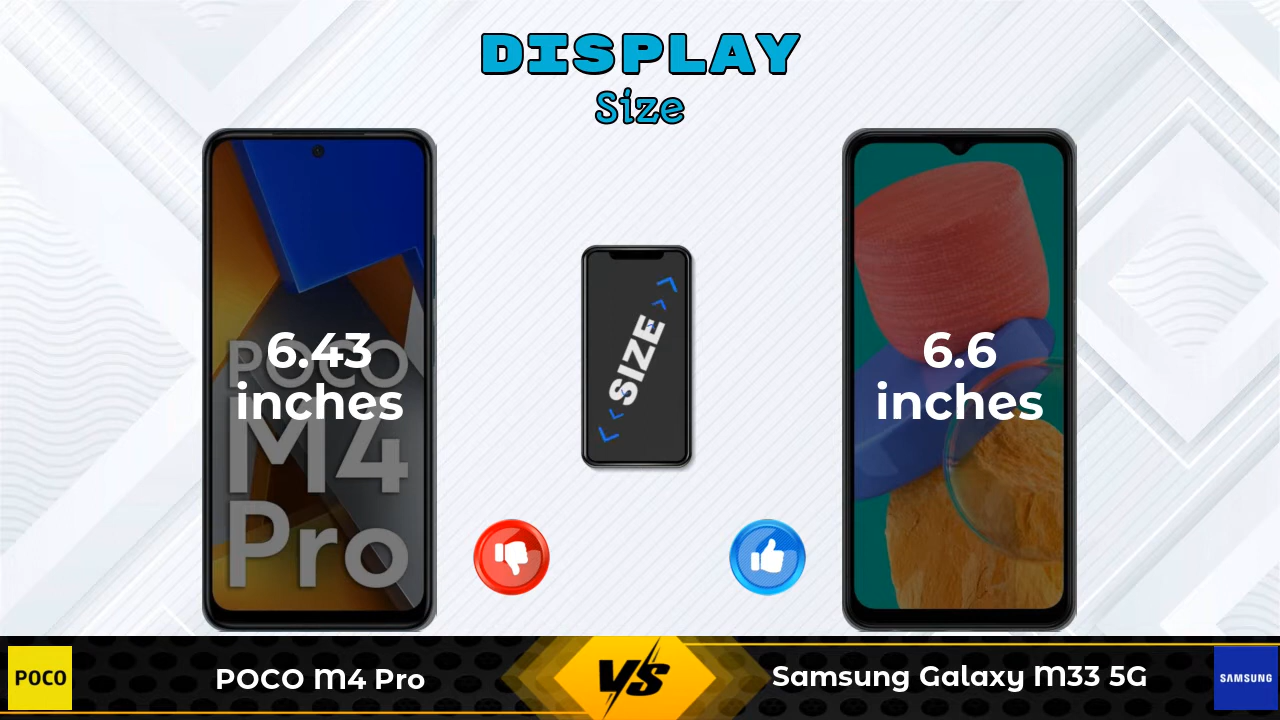 DISPLAY
Size
6.43
inches
POCO
M4
Pro
SIZE
6.6
inches
POCO
POCO M4 Pro
VS
Samsung Galaxy M33 5G
SAMSUNG